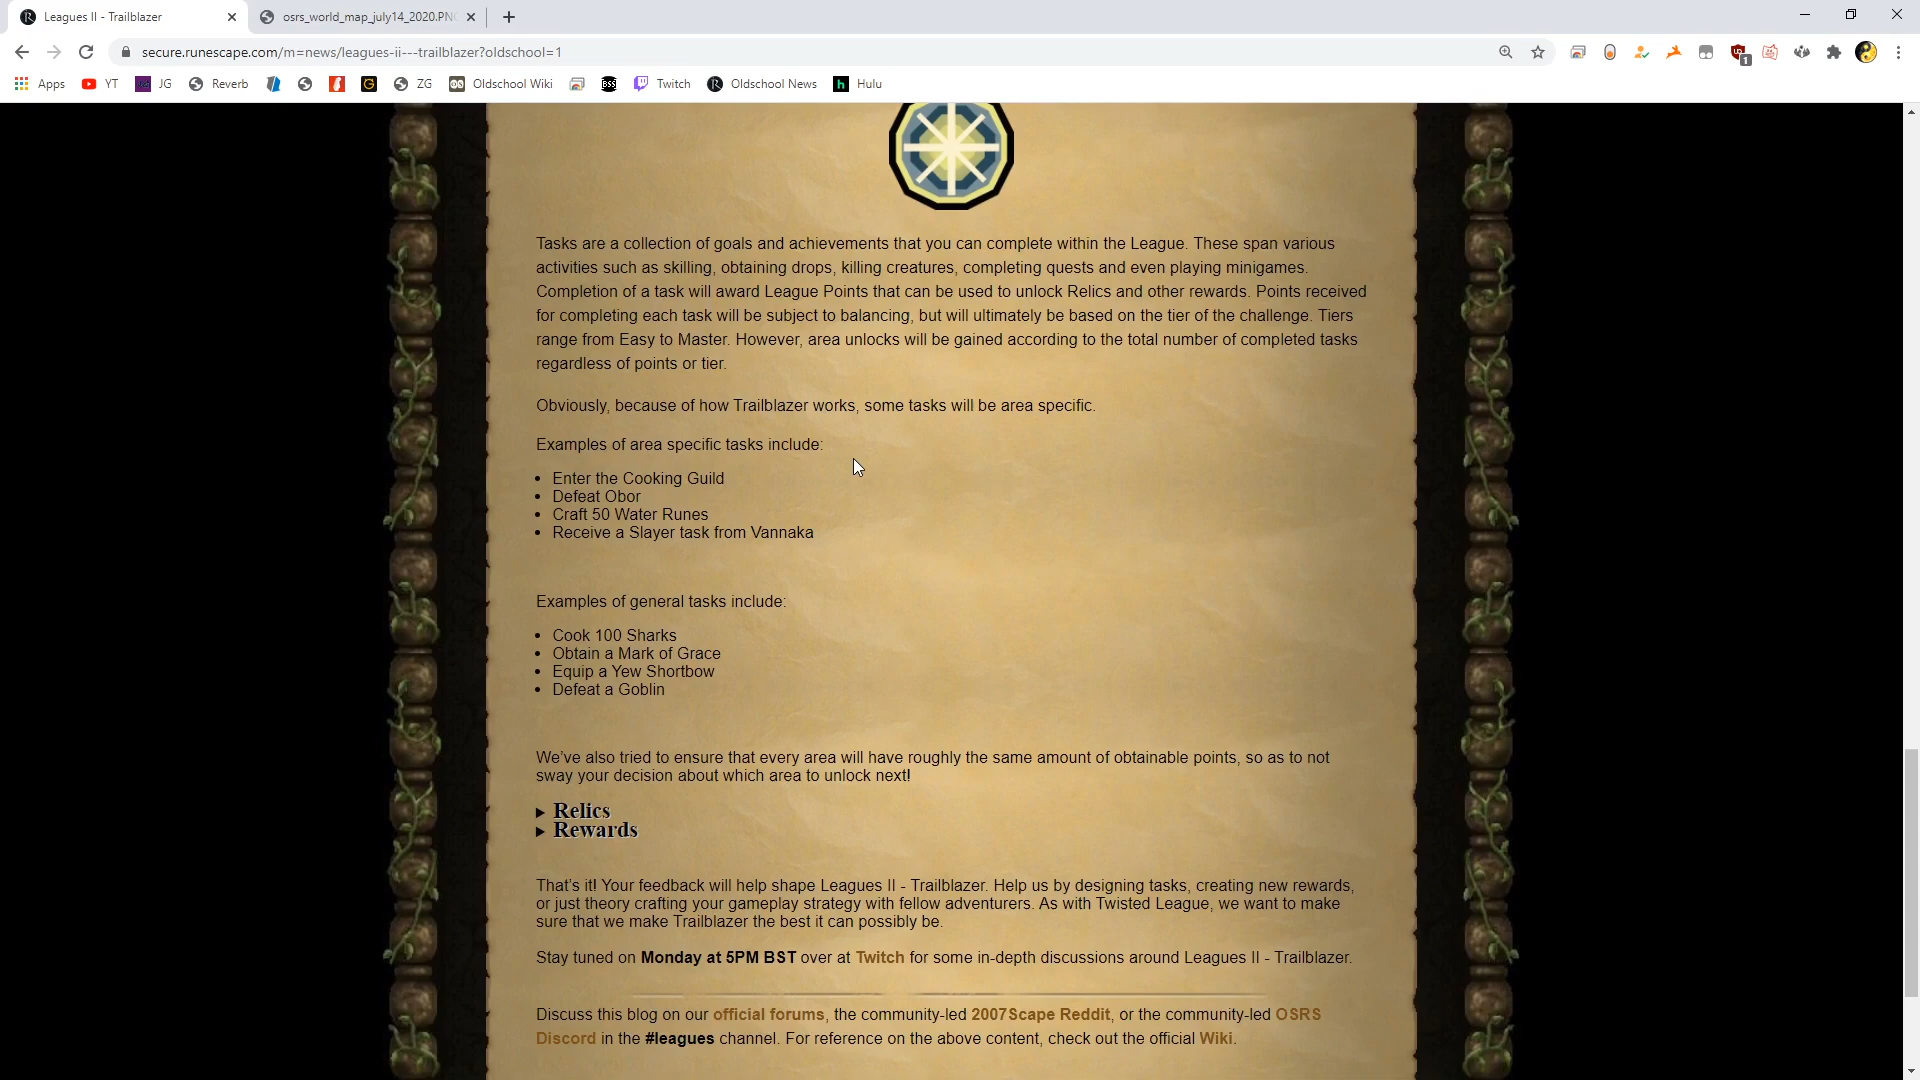 Leagues II - Trailblazer
osrs_world_map_july14_2020.PNG
secure.runescape.com/m=news/leagues-ii---trailblazer?oldschool=1
1
Apps
YT
JG
Reverb
ZG
Oldschool Wiki
BSS
Twitch
Oldschool News
Hulu
Tasks are a collection of goals and achievements that you can complete within the League. These span various
activities such as skilling, obtaining drops, killing creatures, completing quests and even playing minigames.
Completion of a task will award League Points that can be used to unlock Relics and other rewards. Points received
for completing each task will be subject to balancing, but will ultimately be based on the tier of the challenge. Tiers
range from Easy to Master. However, area unlocks will be gained according to the total number of completed tasks
regardless of points or tier.
Obviously, because of how Trailblazer works, some tasks will be area specific.
Examples of area specific tasks include:
• Enter the Cooking Guild
• Defeat Obor
• Craft 50 Water Runes
• Receive a Slayer task from Vannaka
Examples of general tasks include:
• Cook 100 Sharks
• Obtain a Mark of Grace
• Equip a Yew Shortbow
• Defeat a Goblin
We've also tried to ensure that every area will have roughly the same amount of obtainable points, so as to not
sway your decision about which area to unlock next!
Relics
Rewards
That's it! Your feedback will help shape Leagues II - Trailblazer. Help us by designing tasks, creating new rewards,
or just theory crafting your gameplay strategy with fellow adventurers. As with Twisted League, we want to make
sure that we make Trailblazer the best it can possibly be.
Stay tuned on Monday at 5PM BST over at Twitch for some in-depth discussions around Leagues II - Trailblazer.
Discuss this blog on our official forums, the community-led 2007Scape Reddit, or the community-led OSRS
Discord in the #leagues channel. For reference on the above content, check out the official Wiki.